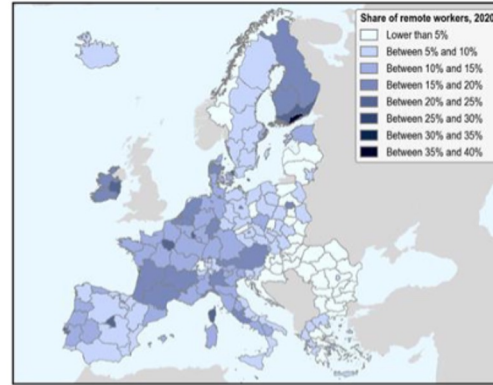 Share of remote workers, 2020
Lower than 5%
Between 5% and 10%
Between 10% and 15%
Between 15% and 20%
Between 20% and 25%
Between 25% and 30%
Between 30% and 35%
Between 35% and 40%